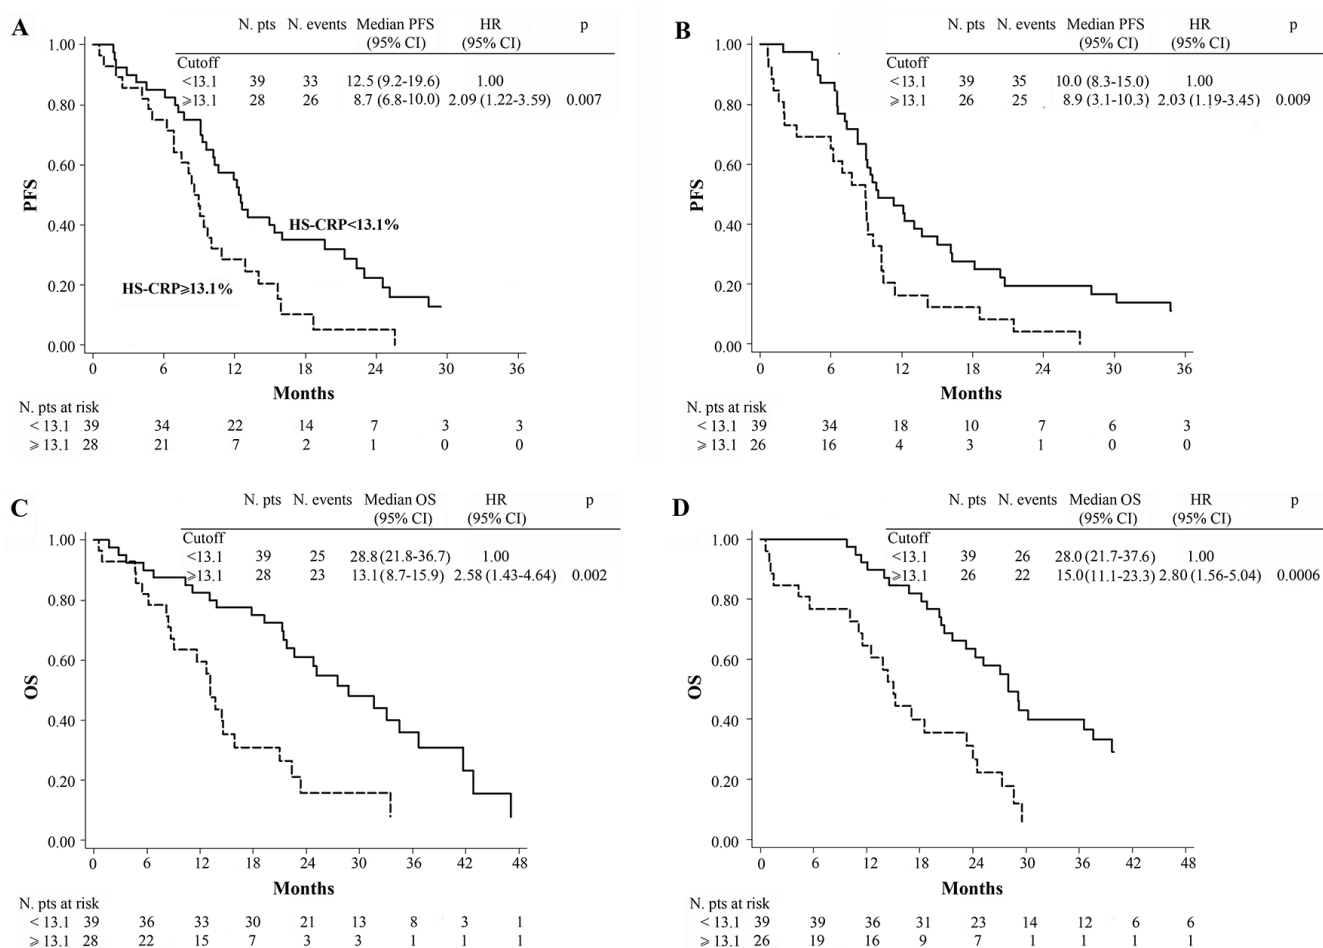 A
N. pts N. events Median PFS HR p
(95% CI) (95% CI)
Cutoff
<13.1 39 33 12.5 (9.2-19.6) 1.00
⩾13.1 28 26 8.7 (6.8-10.0) 2.09 (1.22-3.59) 0.007
1.00
0.80
0.60
0.40
0.20
0.00
PFS
HS-CRP<13.1%
HS-CRP⩾13.1%
0 6 12 18 24 30 36
Months
N. pts at risk
< 13.1 39 34 22 14 7 3 3
⩾ 13.1 28 21 7 2 1 0 0
B
N. pts N. events Median PFS HR p
(95% CI) (95% CI)
Cutoff
<13.1 39 35 10.0 (8.3-15.0) 1.00
⩾13.1 26 25 8.9 (3.1-10.3) 2.03 (1.19-3.45) 0.009
1.00
0.80
0.60
0.40
0.20
0.00
PFS
0 6 12 18 24 30 36
Months
N. pts at risk
< 13.1 39 34 18 10 7 6 3
⩾ 13.1 26 16 4 3 1 0 0
C
N. pts N. events Median OS HR p
(95% CI) (95% CI)
Cutoff
<13.1 39 25 28.8 (21.8-36.7) 1.00
⩾13.1 28 23 13.1 (8.7-15.9) 2.58 (1.43-4.64) 0.002
1.00
0.80
0.60
0.40
0.20
0.00
OS
0 6 12 18 24 30 36 42 48
Months
N. pts at risk
< 13.1 39 36 33 30 21 13 8 3 1
⩾ 13.1 28 22 15 7 3 3 1 1 1
D
N. pts N. events Median OS HR p
(95% CI) (95% CI)
Cutoff
<13.1 39 26 28.0 (21.7-37.6) 1.00
⩾13.1 26 22 15.0 (11.1-23.3) 2.80 (1.56-5.04) 0.0006
1.00
0.80
0.60
0.40
0.20
0.00
OS
0 6 12 18 24 30 36 42 48
Months
N. pts at risk
< 13.1 39 39 36 31 23 14 12 6 6
⩾ 13.1 26 19 16 9 7 1 1 1 1